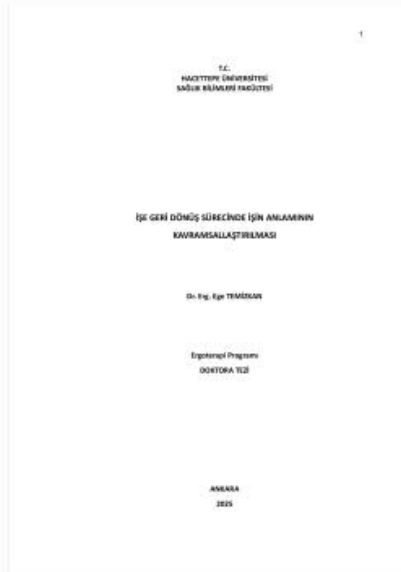 1
T.C.
HACETTEPE ÜNİVERSİTESİ
SAĞLIK BİLİMLERİ FAKÜLTESİ
İŞE GERİ DÖNÜŞ SÜRECİNDE İŞİN ANLAMININ
KAVRAMSALLAŞTIRILMASI
Dr. Erg. Ege TEMİZKAN
Ergoterapi Programı
DOKTORA TEZİ
ANKARA
2025